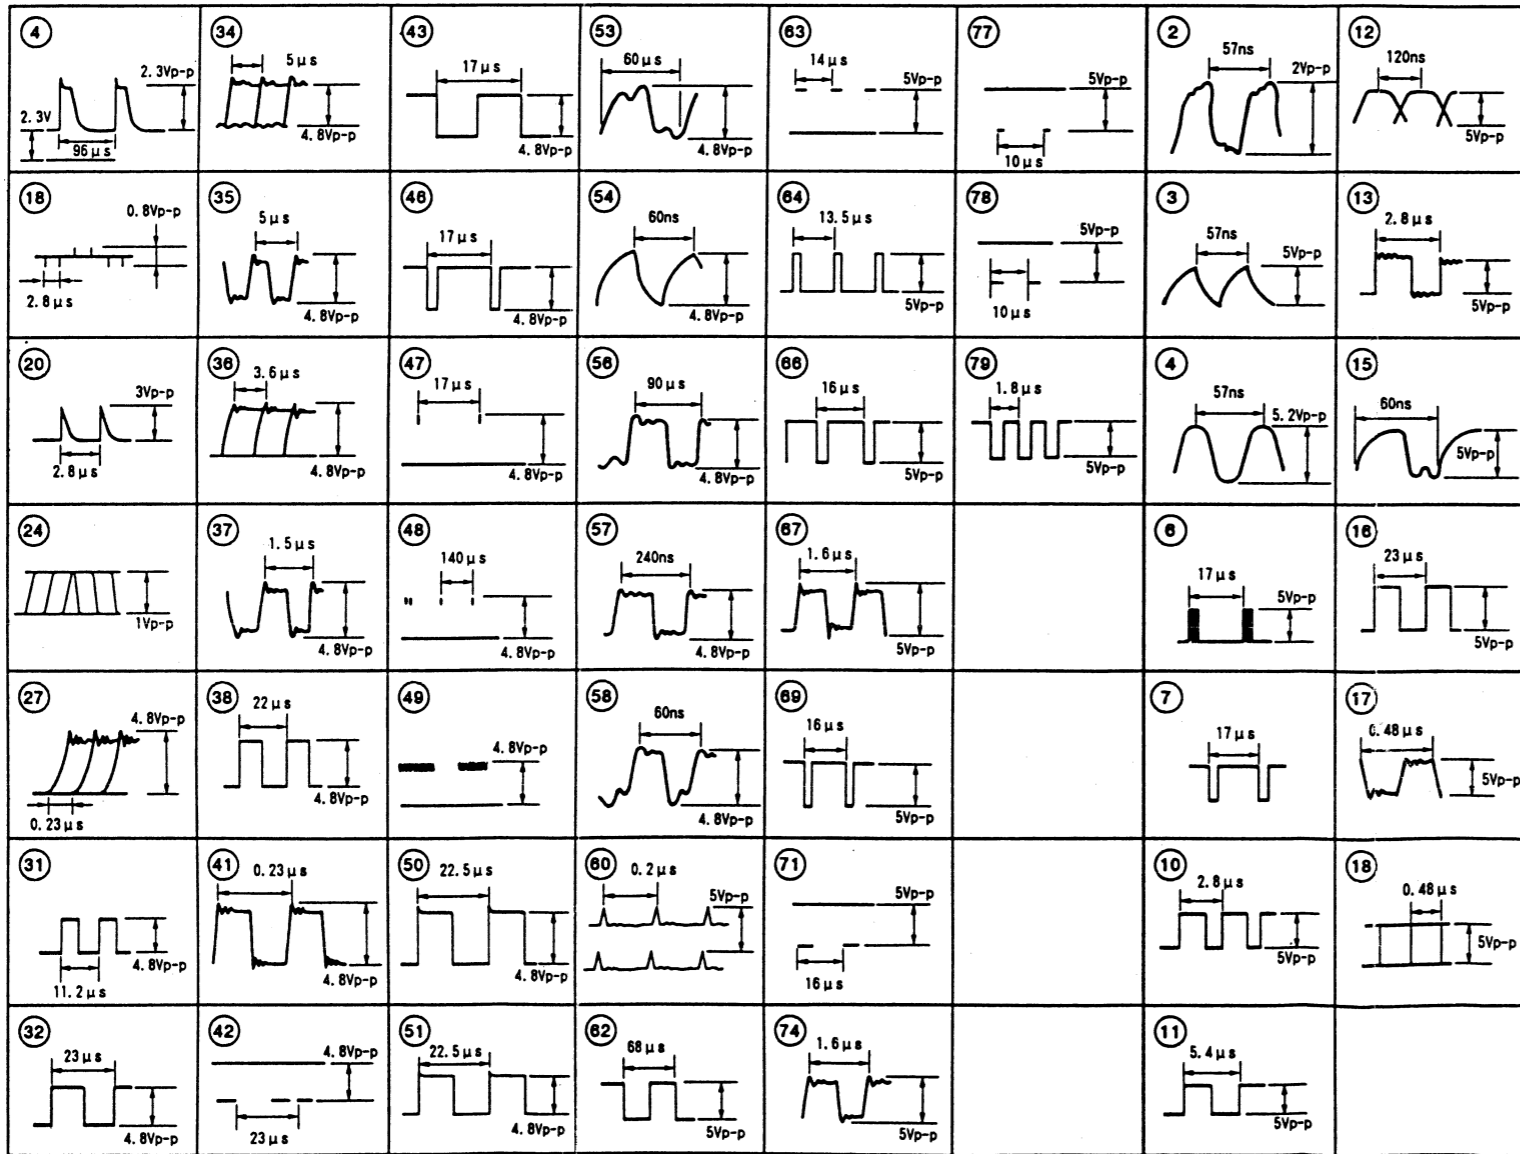 4
2.3Vp-p
2.3V
96μs
34
5μs
4.8Vp-p
43
17μs
4.8Vp-p
53
60μs
4.8Vp-p
63
14μs
5Vp-p
77
5Vp-p
10μs
2
57ns
2Vp-p
12
120ns
5Vp-p
18
0.8Vp-p
2.8μs
35
5μs
4.8Vp-p
46
17μs
4.8Vp-p
54
60ns
4.8Vp-p
64
13.5μs
5Vp-p
78
5Vp-p
10μs
3
57ns
5Vp-p
13
2.8μs
5Vp-p
20
3Vp-p
2.8μs
36
3.6μs
4.8Vp-p
47
17μs
4.8Vp-p
56
90μs
4.8Vp-p
66
16μs
5Vp-p
79
1.8μs
5Vp-p
4
57ns
5.2Vp-p
15
60ns
5Vp-p
24
1Vp-p
37
1.5μs
4.8Vp-p
48
140μs
4.8Vp-p
57
240ns
4.8Vp-p
67
1.6μs
5Vp-p
6
17μs
5Vp-p
16
23μs
5Vp-p
27
4.8Vp-p
0.23μs
38
22μs
4.8Vp-p
49
4.8Vp-p
58
60ns
4.8Vp-p
69
16μs
5Vp-p
7
17μs
5Vp-p
17
0.48μs
5Vp-p
31
4.8Vp-p
11.2μs
41
0.23μs
4.8Vp-p
50
22.5μs
4.8Vp-p
60
0.2μs
5Vp-p
71
5Vp-p
16μs
10
2.8μs
5Vp-p
18
0.48μs
5Vp-p
32
23μs
4.8Vp-p
42
4.8Vp-p
23μs
51
22.5μs
4.8Vp-p
62
68μs
5Vp-p
74
1.6μs
5Vp-p
11
5.4μs
5Vp-p